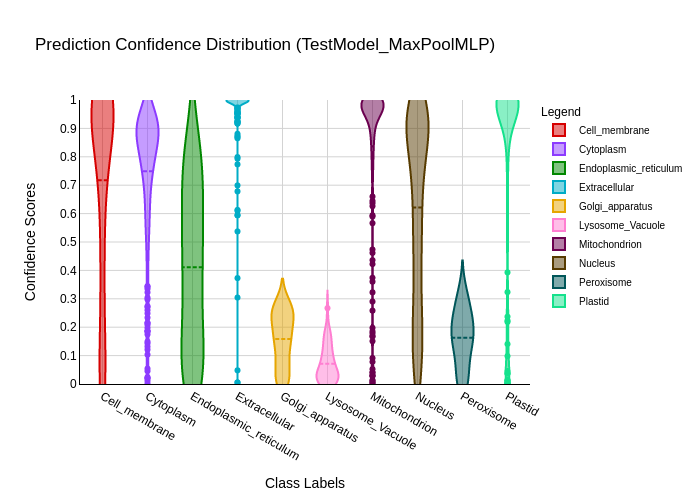 Prediction Confidence Distribution (TestModel_MaxPoolMLP)
Legend
Cell_membrane
Cytoplasm
Endoplasmic_reticulum
Extracellular
Golgi_apparatus
Lysosome_Vacuole
Mitochondrion
Nucleus
Peroxisome
Plastid
Confidence Scores
1
0.9
0.8
0.7
0.6
0.5
0.4
0.3
0.2
0.1
0
Cell_membrane
Cytoplasm
Endoplasmic_reticulum
Extracellular
Golgi_apparatus
Lysosome_Vacuole
Mitochondrion
Nucleus
Peroxisome
Plastid
Class Labels